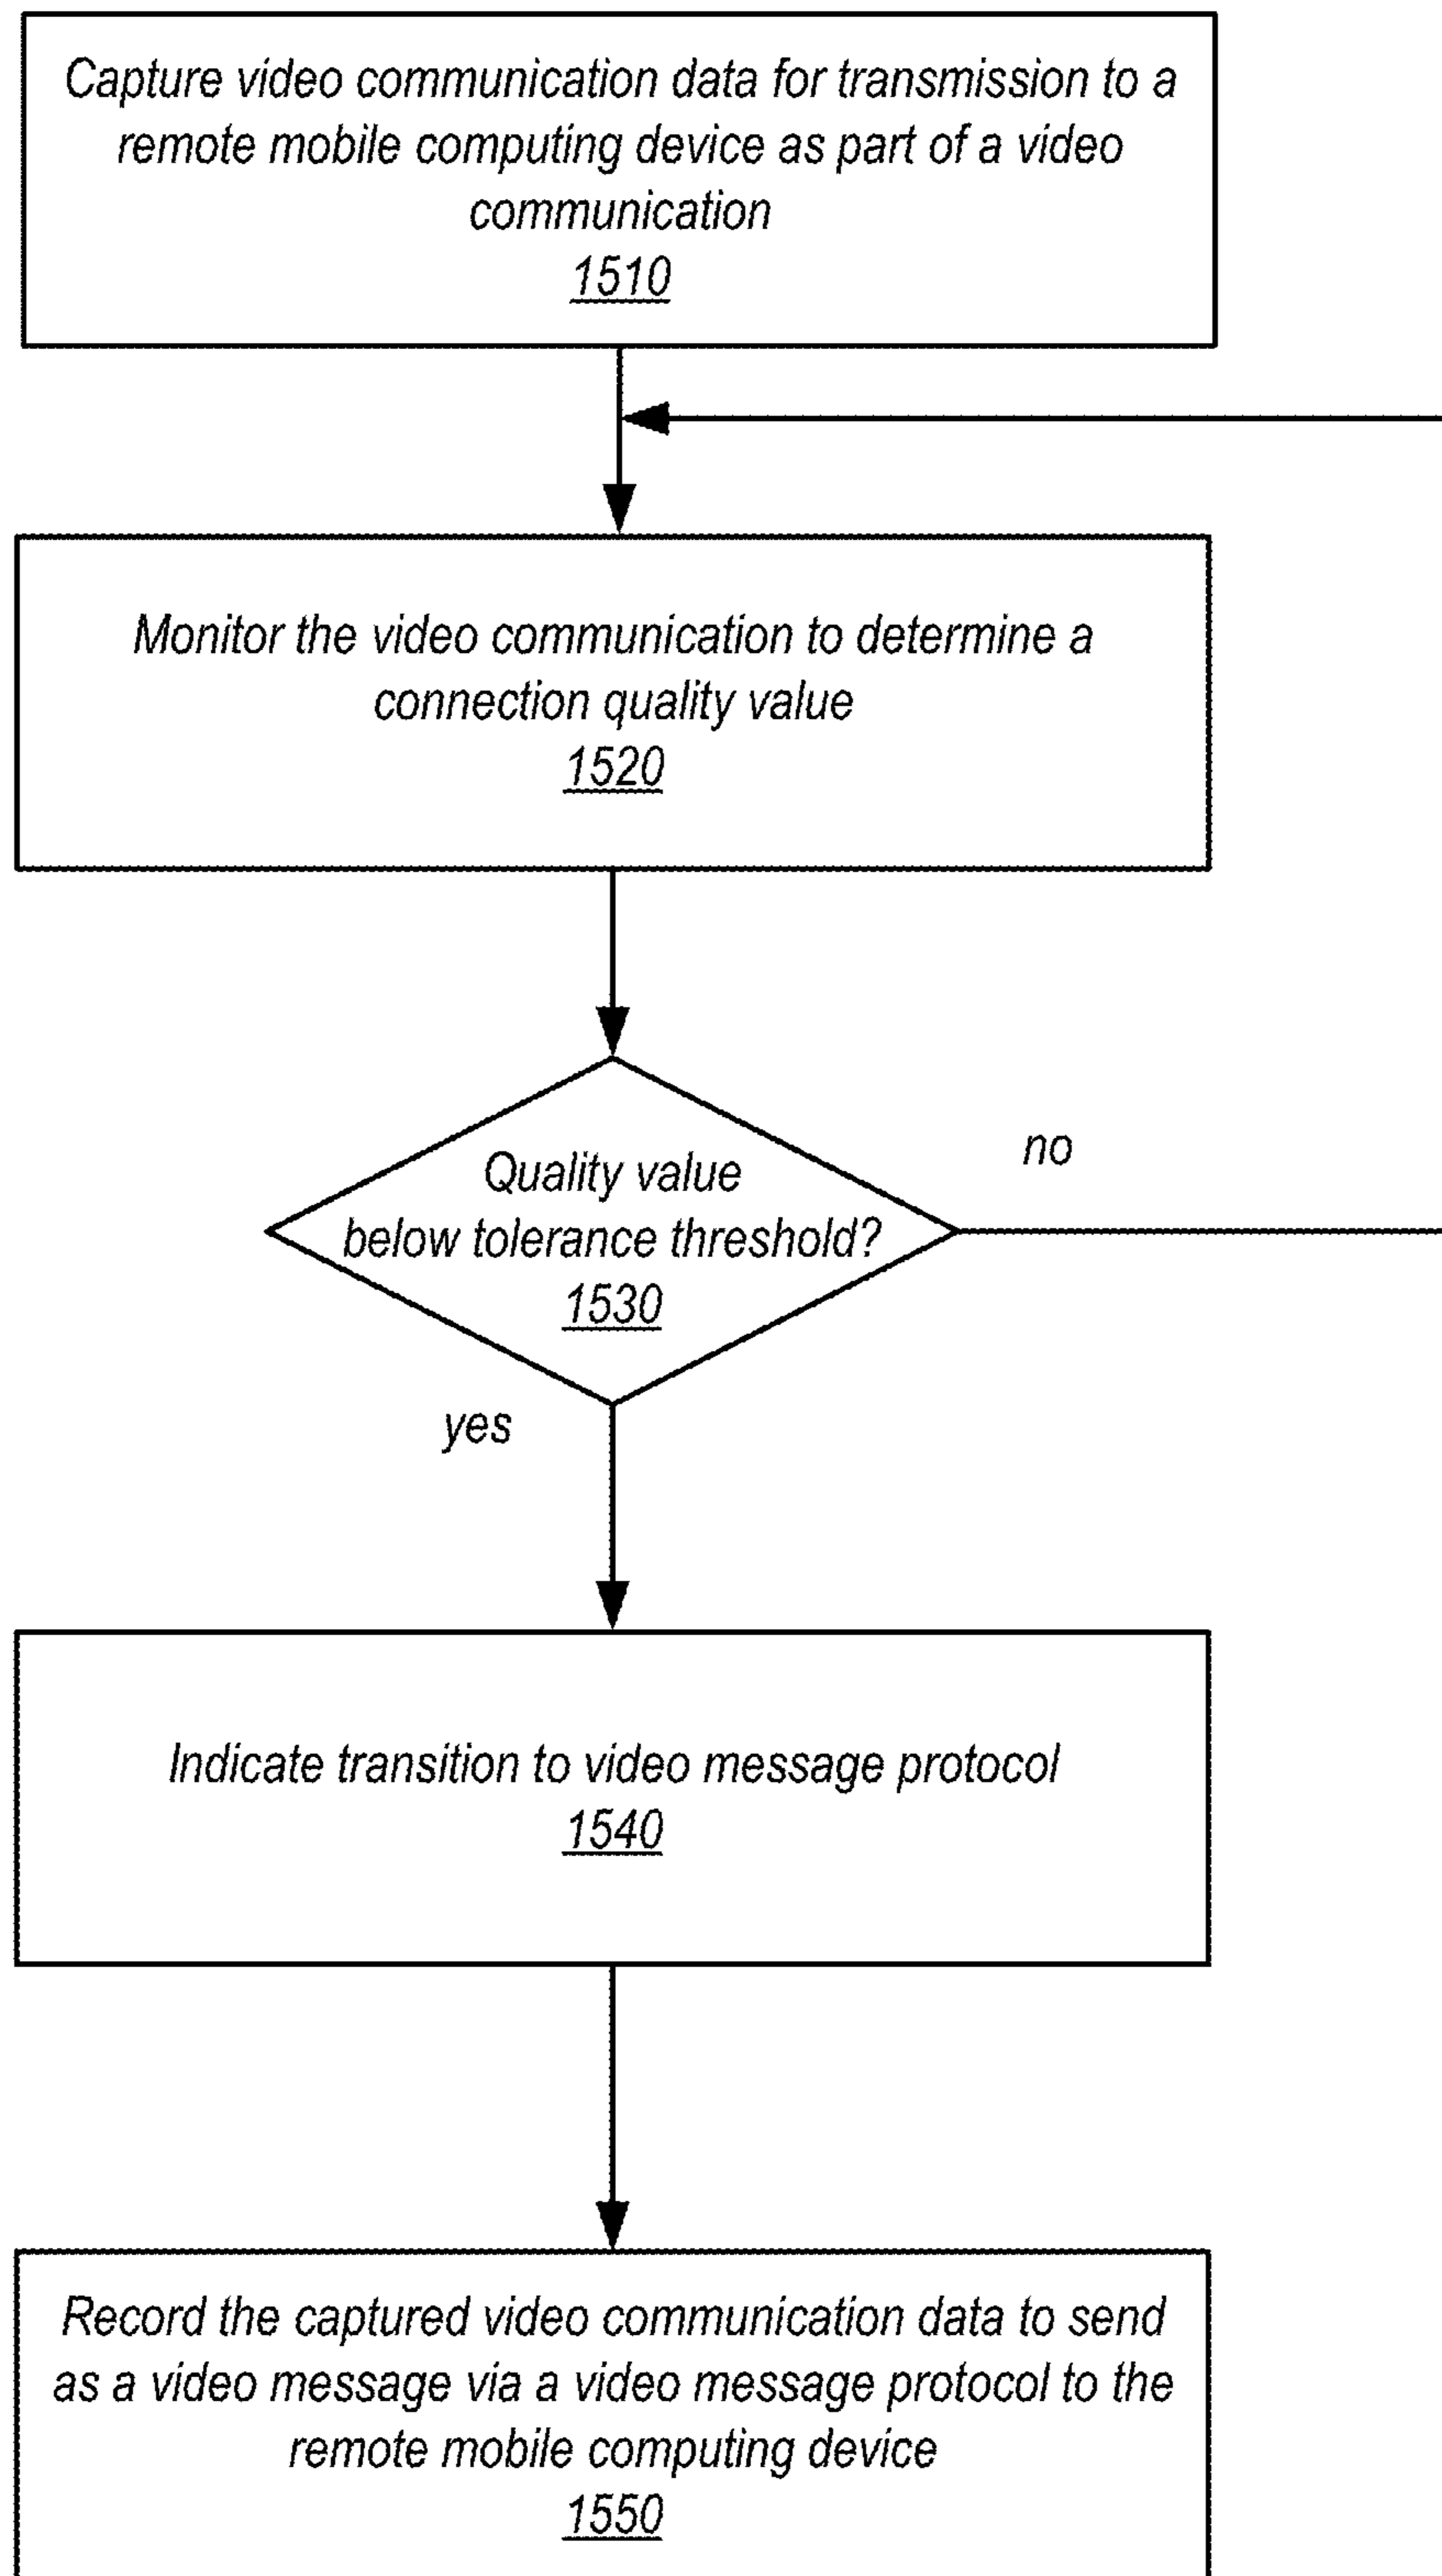 Capture video communication data for transmission to a
remote mobile computing device as part of a video
communication
1510
Monitor the video communication to determine a
connection quality value
1520
no
Quality value
below tolerance threshold?
1530
yes
Indicate transition to video message protocol
1540
Record the captured video communication data to send
as a video message via a video message protocol to the
remote mobile computing device
1550